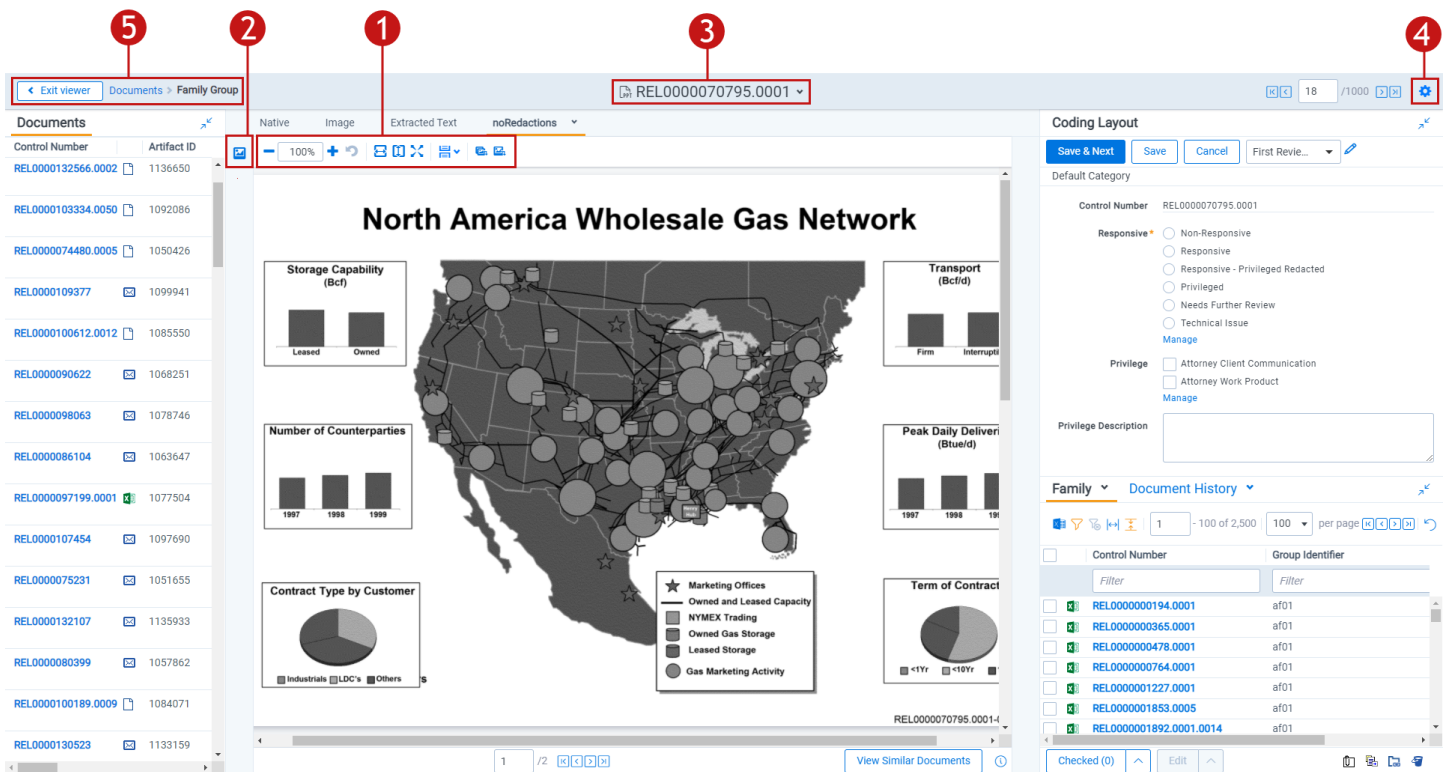 5
2
1
3
4
Exit viewer
Documents > Family Group
REL0000070795.0001
18
/1000
Documents
Native
Image
Extracted Text
noRedactions
Coding Layout
Control Number
Artifact ID
100%
Save & Next
Save
Cancel
First Revie...
REL0000132566.0002
1136650
REL0000103334.0050
1092086
REL0000074480.0005
1050426
REL0000109377
1099941
REL0000100612.0012
1085550
REL0000090622
1068251
REL0000098063
1078746
REL0000086104
1063647
REL0000097199.0001
1077504
REL0000107454
1097690
REL0000075231
1051655
REL0000132107
1135933
REL0000080399
1057862
REL0000100189.0009
1084071
REL0000130523
1133159
North America Wholesale Gas Network
Storage Capability
(Bcf)
Leased
Owned
Number of Counterparties
1997
1998
1999
Contract Type by Customer
Industrials
LDC's
Others
s
Henry
Hub
Marketing Offices
Owned and Leased Capacity
NYMEX Trading
Owned Gas Storage
Leased Storage
Gas Marketing Activity
Transport
(Bcf/d)
Firm
Interrupti
Peak Daily Deliveri
(Btue/d)
1997
1998
199
Term of Contract
<1Yr
<10Yr
REL0000070795.0001-0
1
/2
View Similar Documents
Default Category
Control Number
REL0000070795.0001
Responsive*
Non-Responsive
Responsive
Responsive - Privileged Redacted
Privileged
Needs Further Review
Technical Issue
Manage
Privilege
Attorney Client Communication
Attorney Work Product
Manage
Privilege Description
Family
Document History
1
- 100 of 2,500
100
per page
Control Number
Group Identifier
Filter
Filter
REL0000000194.0001
af01
REL0000000365.0001
af01
REL0000000478.0001
af01
REL0000000764.0001
af01
REL0000001227.0001
af01
REL0000001853.0005
af01
REL0000001892.0001.0014
af01
Checked (0)
Edit